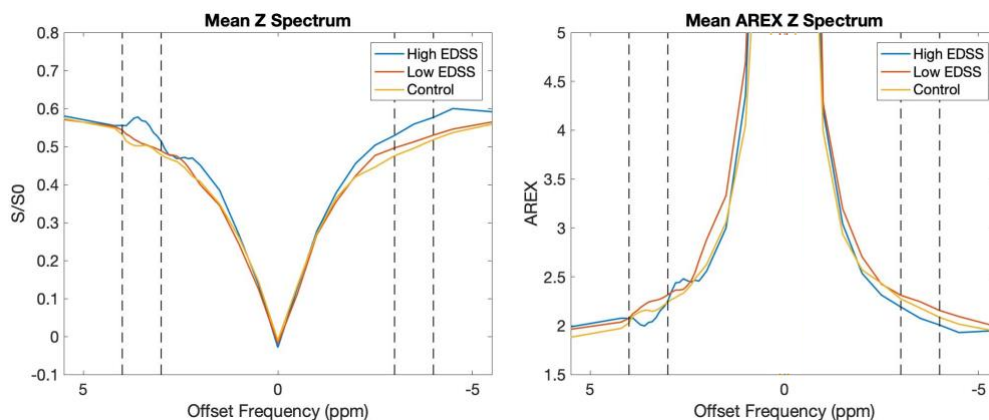 Mean Z Spectrum
0.8
0.7
0.6
0.5
0.4
0.3
0.2
0.1
0
-0.1
S/S0
5
0
-5
Offset Frequency (ppm)
High EDSS
Low EDSS
Control
Mean AREX Z Spectrum
5
4.5
4
3.5
3
2.5
2
1.5
AREX
5
0
-5
Offset Frequency (ppm)
High EDSS
Low EDSS
Control